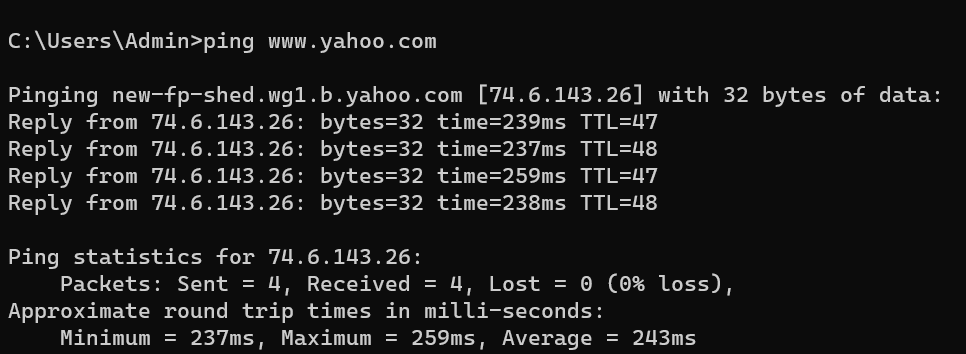 C:\Users\Admin>ping www.yahoo.com
Pinging new-fp-shed.wg1.b.yahoo.com [74.6.143.26] with 32 bytes of data:
Reply from 74.6.143.26: bytes=32 time=239ms TTL=47
Reply from 74.6.143.26: bytes=32 time=237ms TTL=48
Reply from 74.6.143.26: bytes=32 time=259ms TTL=47
Reply from 74.6.143.26: bytes=32 time=238ms TTL=48
Ping statistics for 74.6.143.26:
    Packets: Sent = 4, Received = 4, Lost = 0 (0% loss),
Approximate round trip times in milli-seconds:
    Minimum = 237ms, Maximum = 259ms, Average = 243ms